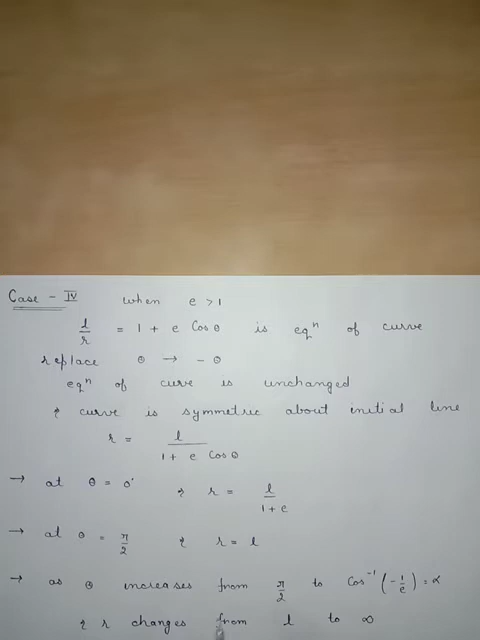 Case - IV when e > 1
l/r = 1 + e Cos θ is eqⁿ of curve
replace θ → - θ
eqⁿ of curve is unchanged
& curve is symmetric about initial line
r = l / (1 + e Cos θ)
→ at θ = 0° & r = l / (1 + e)
→ at θ = π/2 & r = l
→ as θ increases from π/2 to Cos⁻¹(-1/e) = α
& r changes from l to ∞